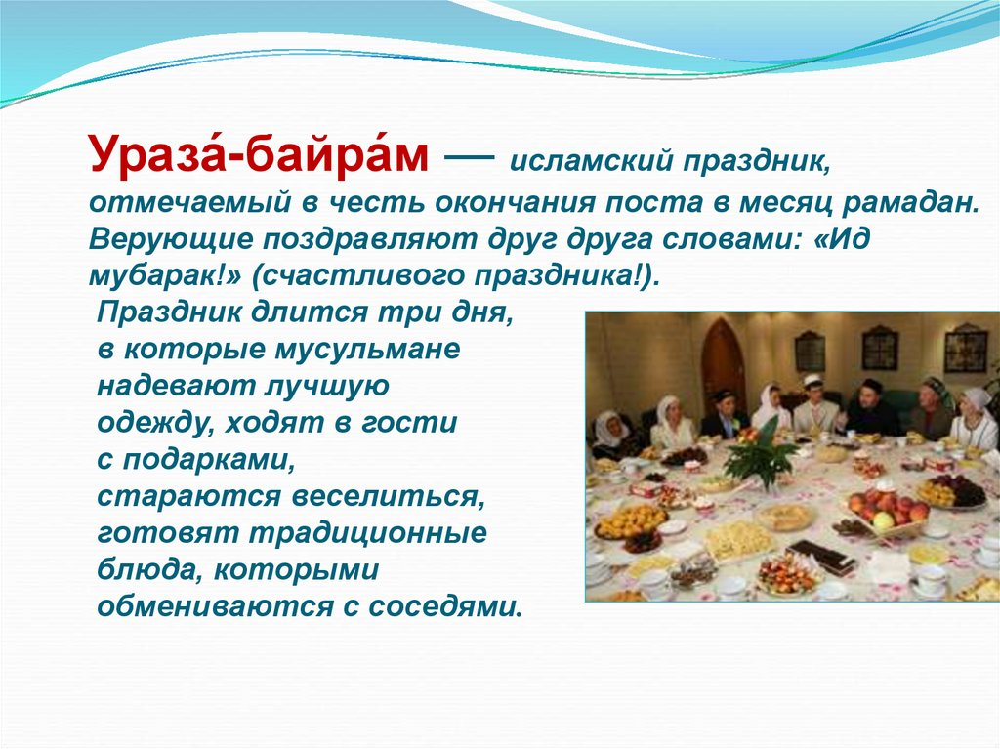 Ураза́-байра́м — исламский праздник,
отмечаемый в честь окончания поста в месяц рамадан.
Верующие поздравляют друг друга словами: «Ид
мубарак!» (счастливого праздника!).
Праздник длится три дня,
в которые мусульмане
надевают лучшую
одежду, ходят в гости
с подарками,
стараются веселиться,
готовят традиционные
блюда, которыми
обмениваются с соседями.